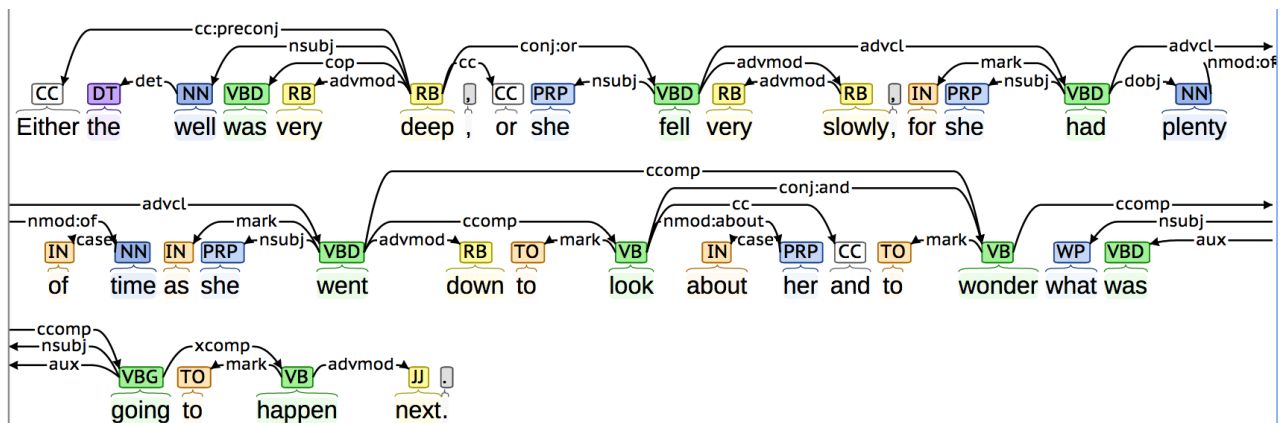 cc:preconj
nsubj conj:or advcl advcl
cop cc advmod mark nmod:of
det advmod nsubj advmod nsubj dobj
CC DT NN VBD RB RB , CC PRP VBD RB RB , IN PRP VBD NN
Either the well was very deep , or she fell very slowly, for she had plenty
ccomp
conj:and
advcl cc ccomp
nmod:of mark ccomp nmod:about nsubj
case nsubj advmod mark case mark aux
IN NN IN PRP VBD RB TO VB IN PRP CC TO VB WP VBD
of time as she went down to look about her and to wonder what was
ccomp
nsubj xcomp
aux mark advmod
VBG TO VB JJ .
going to happen next.